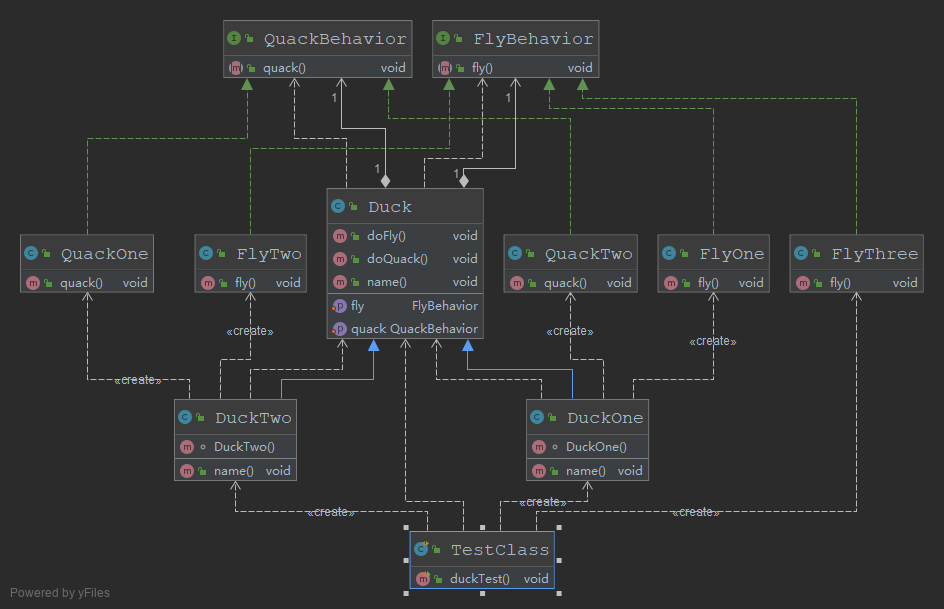 QuackBehavior
quack() void
FlyBehavior
fly() void
1
1
1
1
Duck
doFly() void
doQuack() void
name() void
fly FlyBehavior
quack QuackBehavior
QuackOne
quack() void
FlyTwo
fly() void
QuackTwo
quack() void
FlyOne
fly() void
FlyThree
fly() void
«create»
«create»
«create»
«create»
DuckTwo
DuckTwo()
name() void
DuckOne
DuckOne()
name() void
«create»
«create»
«create»
TestClass
duckTest() void
Powered by yFiles